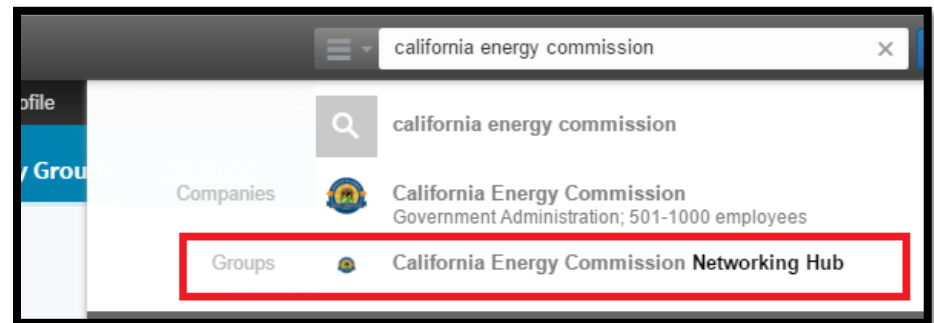 california energy commission
ofile
california energy commission
y Grou
Companies
California Energy Commission
Government Administration; 501-1000 employees
Groups
California Energy Commission Networking Hub